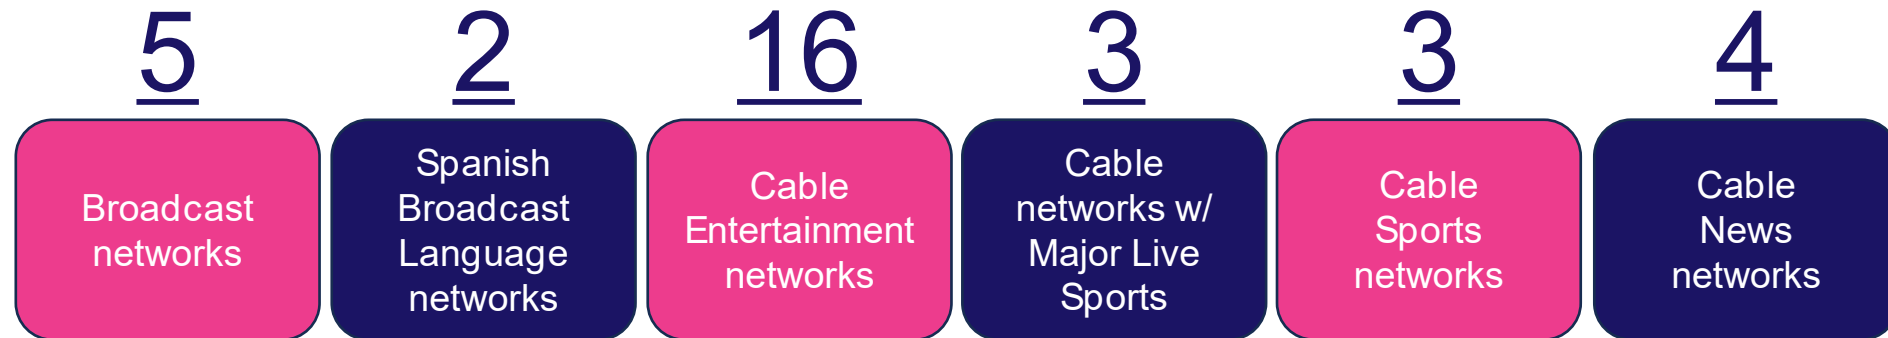 5
Broadcast
networks
2
Spanish
Broadcast
Language
networks
16
Cable
Entertainment
networks
3
Cable
networks w/
Major Live
Sports
3
Cable
Sports
networks
4
Cable
News
networks